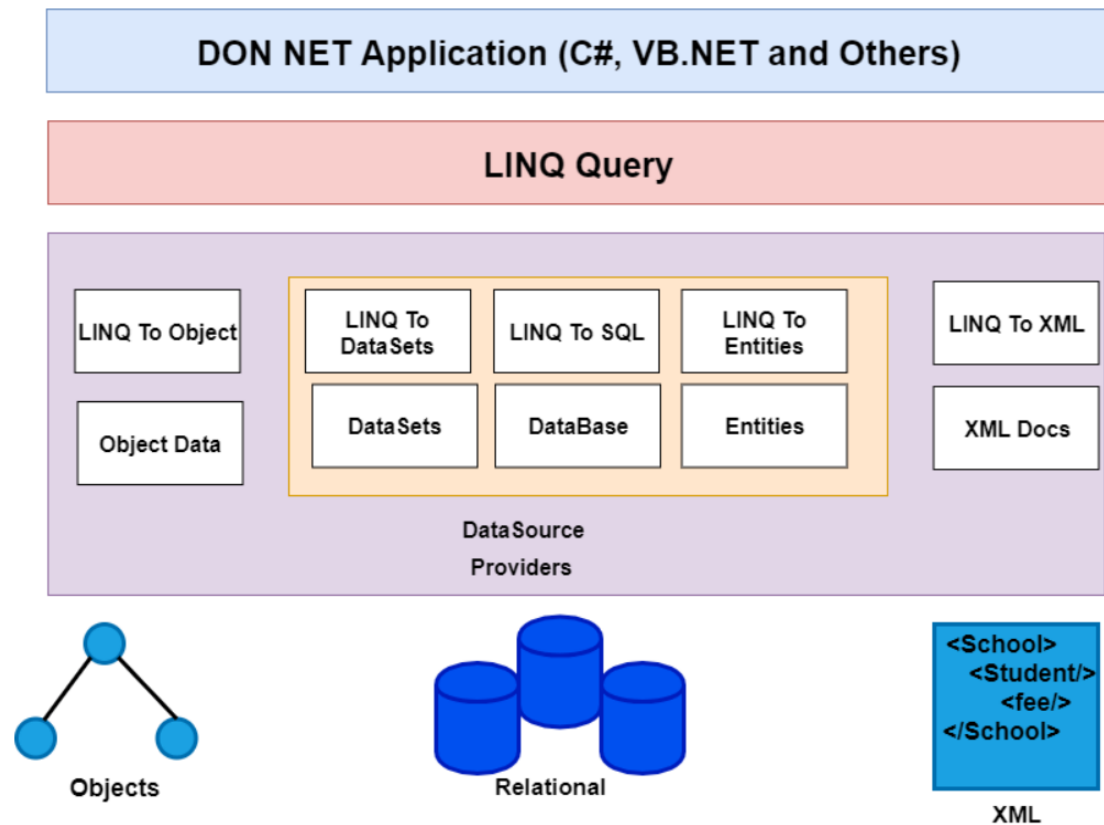 DON NET Application (C#, VB.NET and Others)
LINQ Query
LINQ To Object
LINQ To
DataSets
LINQ To SQL
LINQ To
Entities
LINQ To XML
Object Data
DataSets
DataBase
Entities
XML Docs
DataSource
Providers
<School>
<Student/>
<fee/>
</School>
Objects
Relational
XML